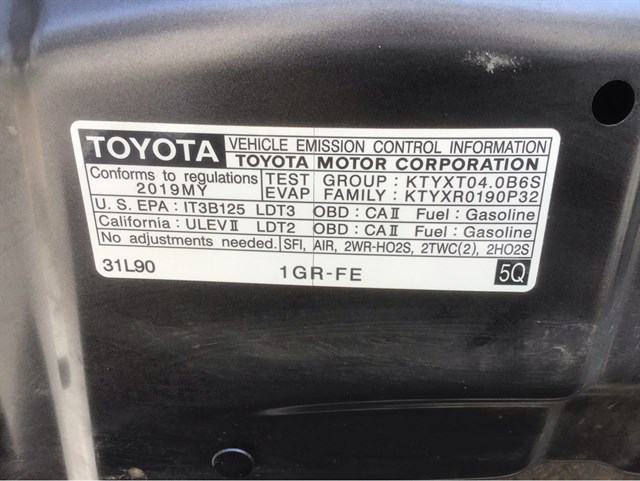 TOYOTA VEHICLE EMISSION CONTROL INFORMATION
TOYOTA MOTOR CORPORATION
Conforms to regulations
2019MY
TEST GROUP : KTYXT04.0B6S
EVAP FAMILY : KTYXR0190P32
U. S. EPA : IT3B125 LDT3 OBD : CAⅡ Fuel : Gasoline
California : ULEVⅡ LDT2 OBD : CAⅡ Fuel : Gasoline
No adjustments needed. SFI, AIR, 2WR-HO2S, 2TWC(2), 2HO2S
31L90 1GR-FE 5Q